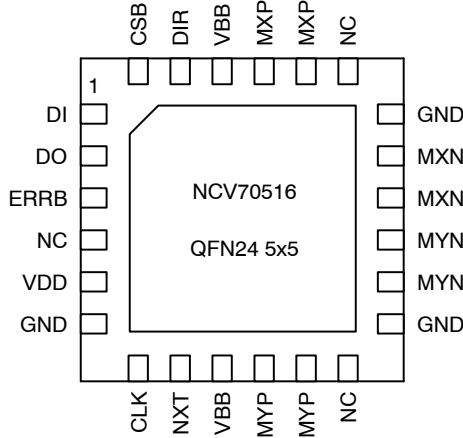 CSB
DIR
VBB
MXP
MXP
NC
1
DI
DO
ERRB
NC
VDD
GND
NCV70516
QFN24 5x5
GND
MXN
MXN
MYN
MYN
GND
CLK
NXT
VBB
MYP
MYP
NC